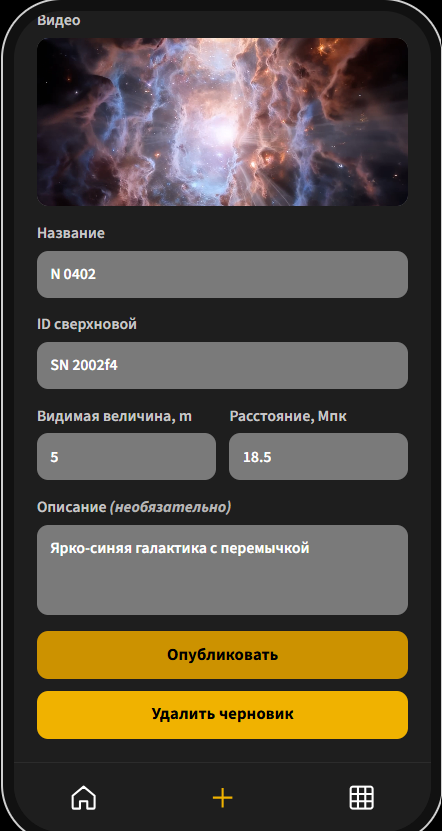 Видео
Название
N 0402
ID сверхновой
SN 2002f4
Видимая величина, m
Расстояние, Мпк
5
18.5
Описание (необязательно)
Ярко-синяя галактика с перемычкой
Опубликовать
Удалить черновик